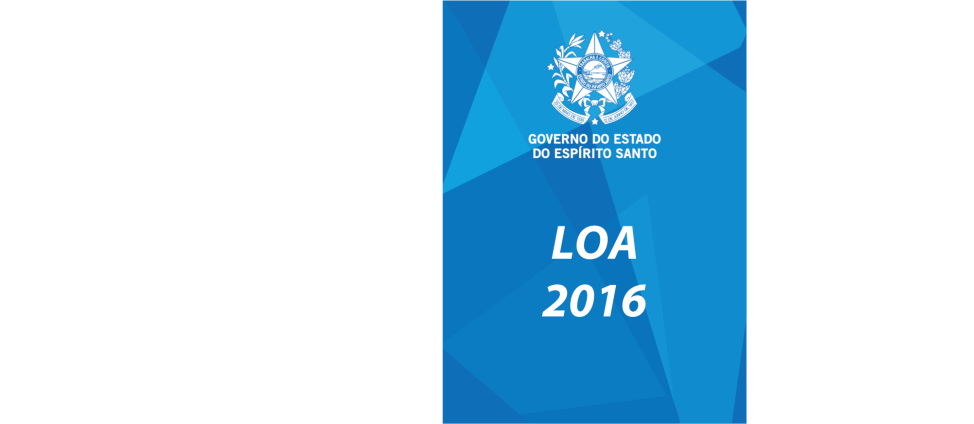 GOVERNO DO ESTADO
DO ESPÍRITO SANTO
LOA
2016